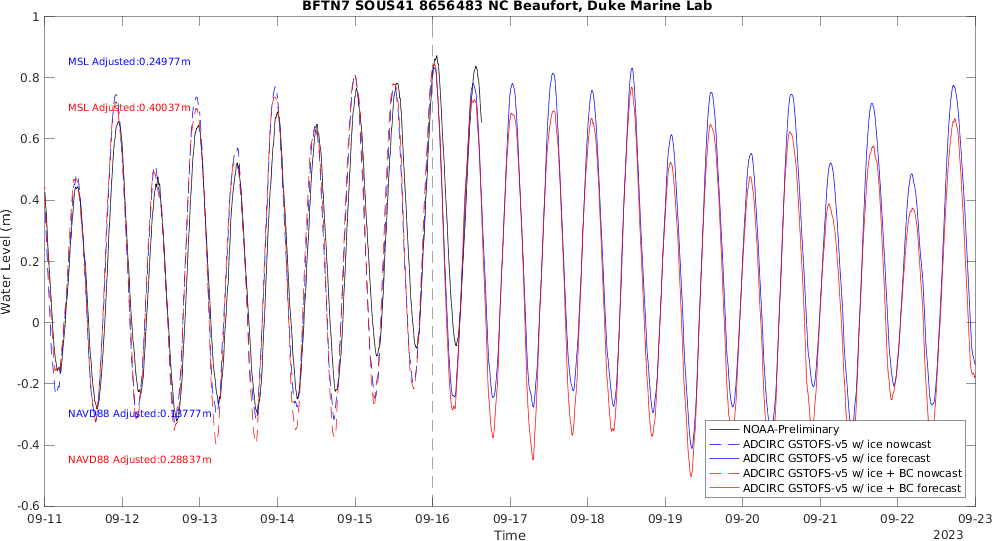 BFTN7 SOUS41 8656483 NC Beaufort, Duke Marine Lab
1
0.8
0.6
0.4
0.2
0
-0.2
-0.4
-0.6
Water Level (m)
MSL Adjusted:0.24977m
MSL Adjusted:0.40037m
NAVD88 Adjusted:0.13777m
NAVD88 Adjusted:0.28837m
NOAA-Preliminary
ADCIRC GSTOFS-v5 w/ ice nowcast
ADCIRC GSTOFS-v5 w/ ice forecast
ADCIRC GSTOFS-v5 w/ ice + BC nowcast
ADCIRC GSTOFS-v5 w/ ice + BC forecast
09-11 09-12 09-13 09-14 09-15 09-16 09-17 09-18 09-19 09-20 09-21 09-22 09-23
Time
2023